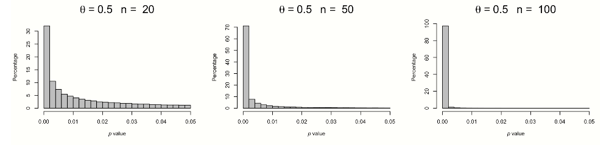 θ = 0.5 n = 20
Percentage
30
25
20
15
10
5
0
0.00 0.01 0.02 0.03 0.04 0.05
p value
θ = 0.5 n = 50
Percentage
70
60
50
40
30
20
10
0
0.00 0.01 0.02 0.03 0.04 0.05
p value
θ = 0.5 n = 100
Percentage
100
80
60
40
20
0
0.00 0.01 0.02 0.03 0.04 0.05
p value